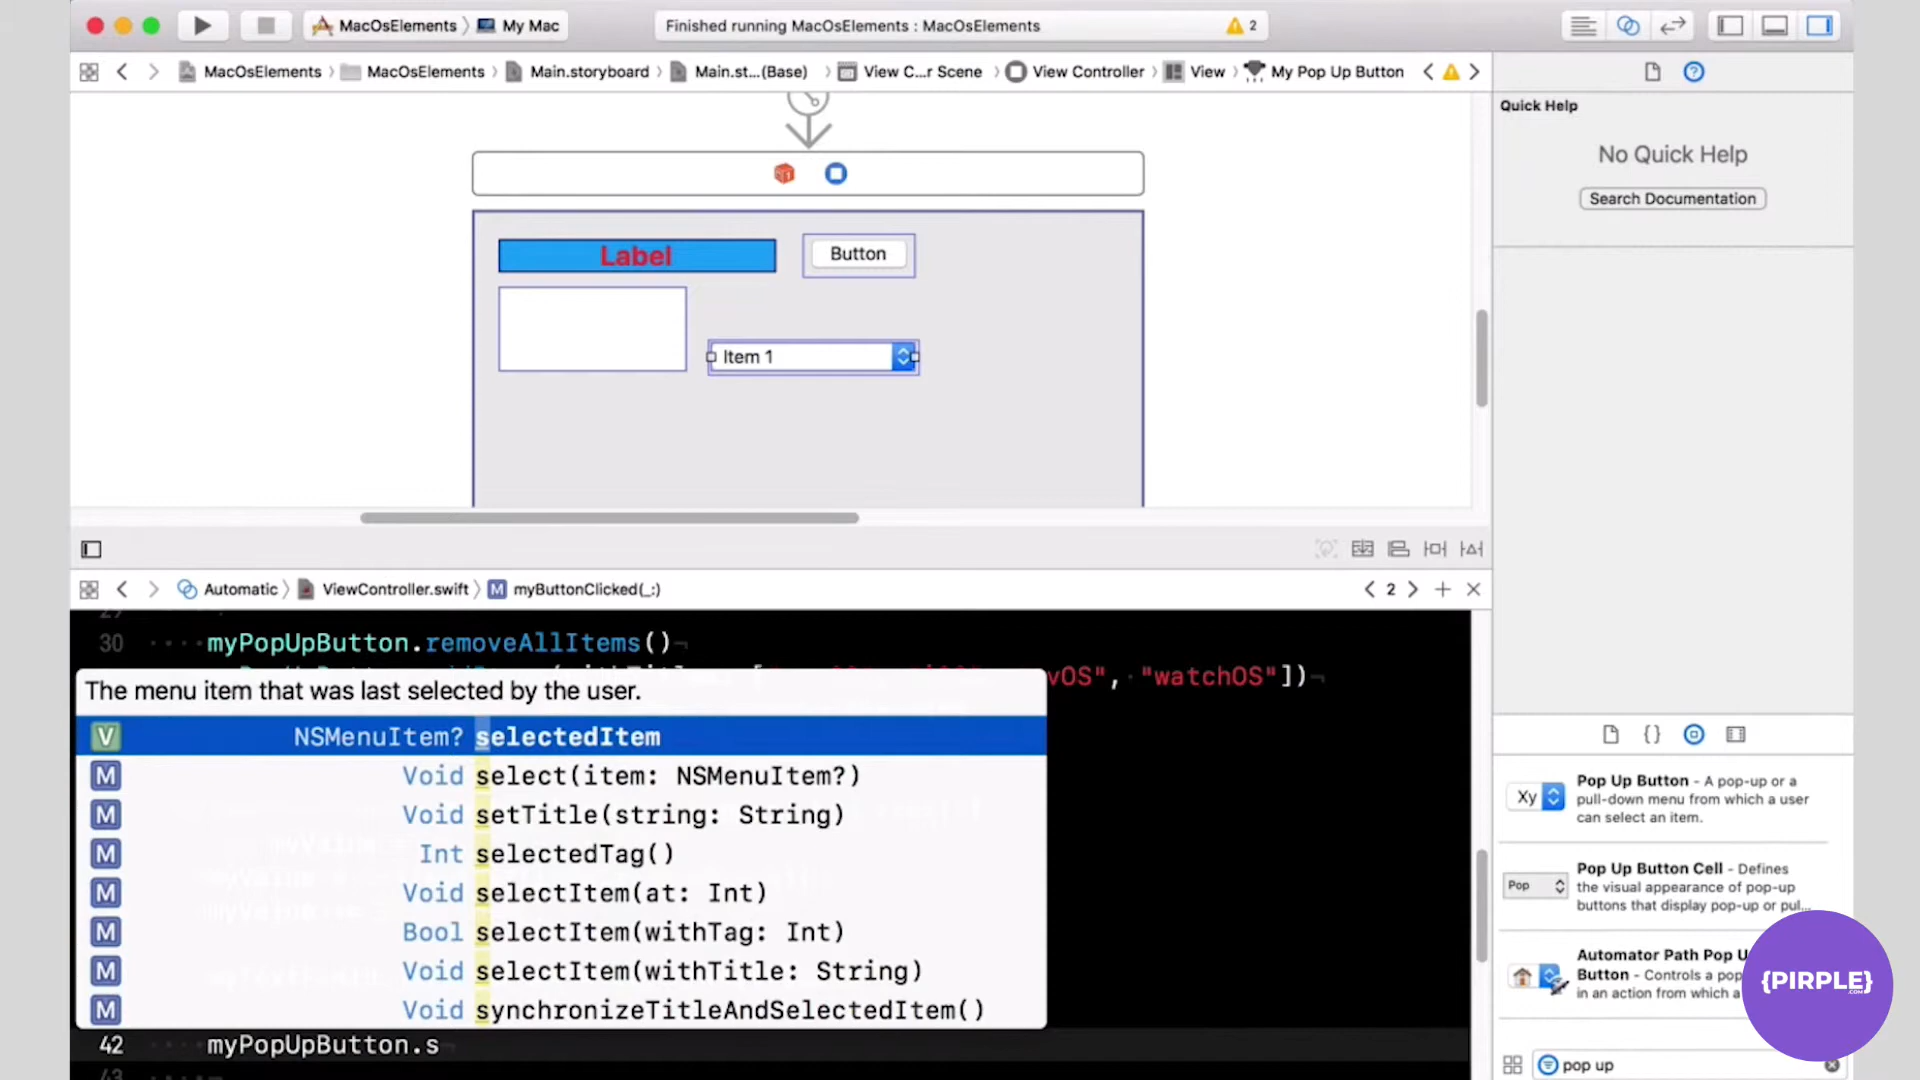 MacOsElements
My Mac
Finished running MacOsElements : MacOsElements
2
MacOsElements
MacOsElements
Main.storyboard
Main.st...(Base)
View C...r Scene
View Controller
View
My Pop Up Button
Quick Help
No Quick Help
Search Documentation
Label
Button
Item 1
Automatic
ViewController.swift
M
myButtonClicked(_:)
2
30 myPopUpButton.removeAllItems()
vOS", "watchOS"])
The menu item that was last selected by the user.
V NSMenuItem? selectedItem
M Void select(item: NSMenuItem?)
M Void setTitle(string: String)
M Int selectedTag()
M Void selectItem(at: Int)
M Bool selectItem(withTag: Int)
M Void selectItem(withTitle: String)
M Void synchronizeTitleAndSelectedItem()
42 myPopUpButton.s
43
{}
Xy
Pop Up Button - A pop-up or a
pull-down menu from which a user
can select an item.
Pop
Pop Up Button Cell - Defines
the visual appearance of pop-up
buttons that display pop-up or pul...
Automator Path Pop U
Button - Controls a pop
in an action from which a
{PIRPLE}
.COM
pop up